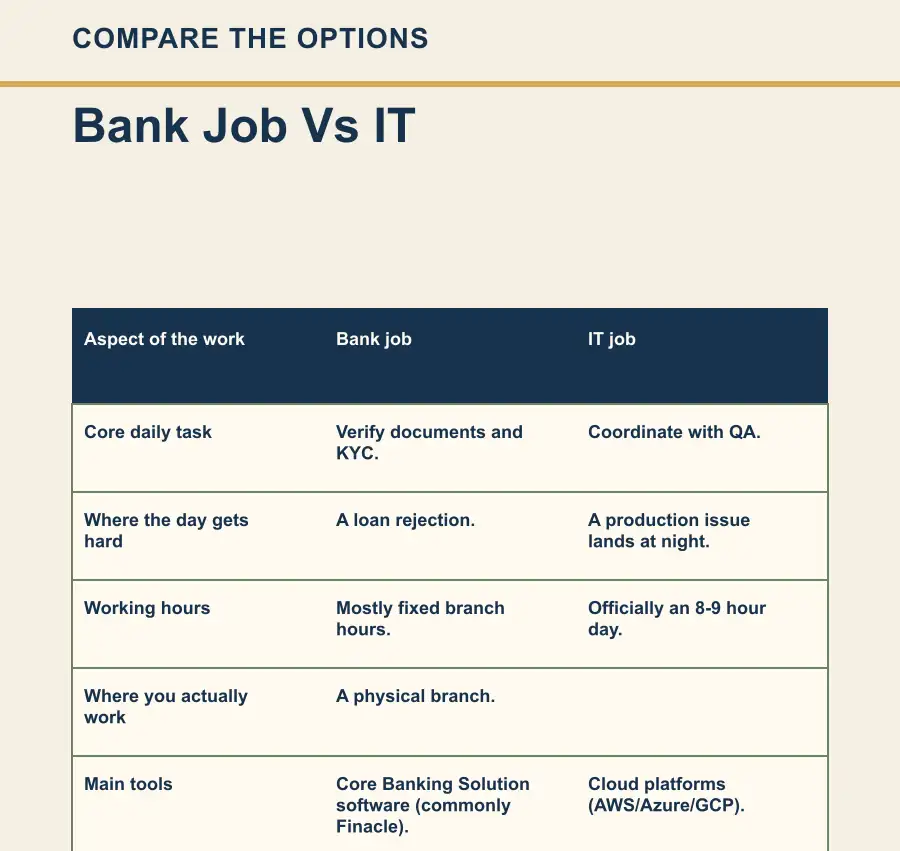 COMPARE THE OPTIONS
Bank Job Vs IT
Aspect of the work
Bank job
IT job
Core daily task
Verify documents and
KYC.
Coordinate with QA.
Where the day gets
hard
A loan rejection.
A production issue
lands at night.
Working hours
Mostly fixed branch
hours.
Officially an 8-9 hour
day.
Where you actually
work
A physical branch.
Main tools
Core Banking Solution
software (commonly
Finacle).
Cloud platforms
(AWS/Azure/GCP).